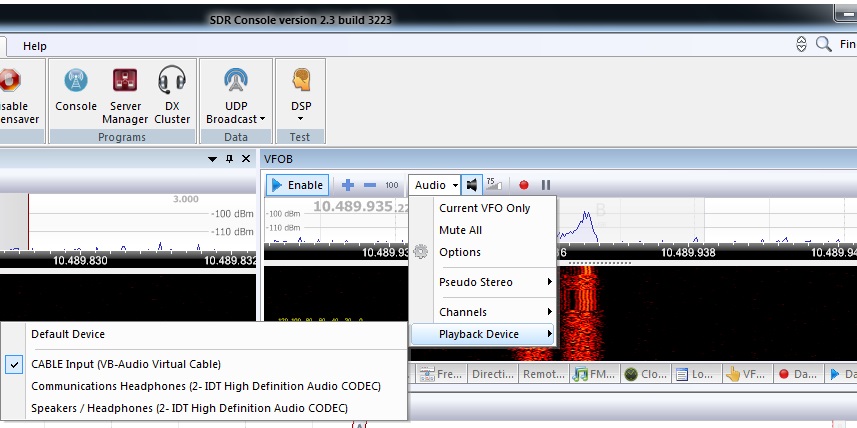 SDR Console version 2.3 build 3223
Help
Fin
Console
Server Manager
DX Cluster
UDP Broadcast
DSP
Programs
Data
Test
VFOB
Enable
100
Audio
75
3.000
-100 dBm
-110 dBm
10.489.830
10.489.832
-100 dBm
-110 dBm
10.489.935.22
B
10.489.93
36
10.489.938
10.489.94
Current VFO Only
Mute All
Options
Pseudo Stereo
Channels
Playback Device
Default Device
CABLE Input (VB-Audio Virtual Cable)
Communications Headphones (2- IDT High Definition Audio CODEC)
Speakers / Headphones (2- IDT High Definition Audio CODEC)
Fre...
Directi...
Remot...
FM...
Clo...
Lo...
VF...
Da...
Da